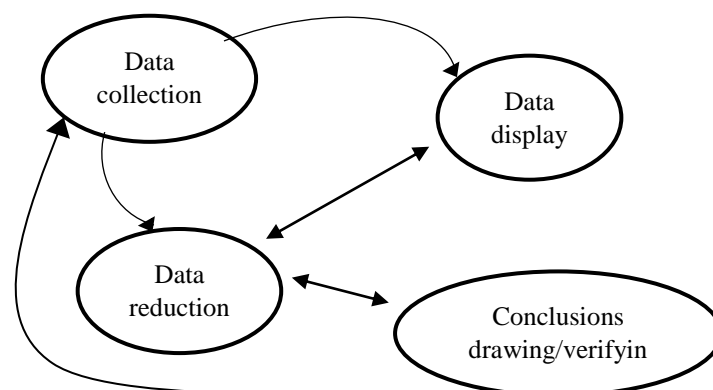 Data
collection
Data
display
Data
reduction
Conclusions
drawing/verifyin